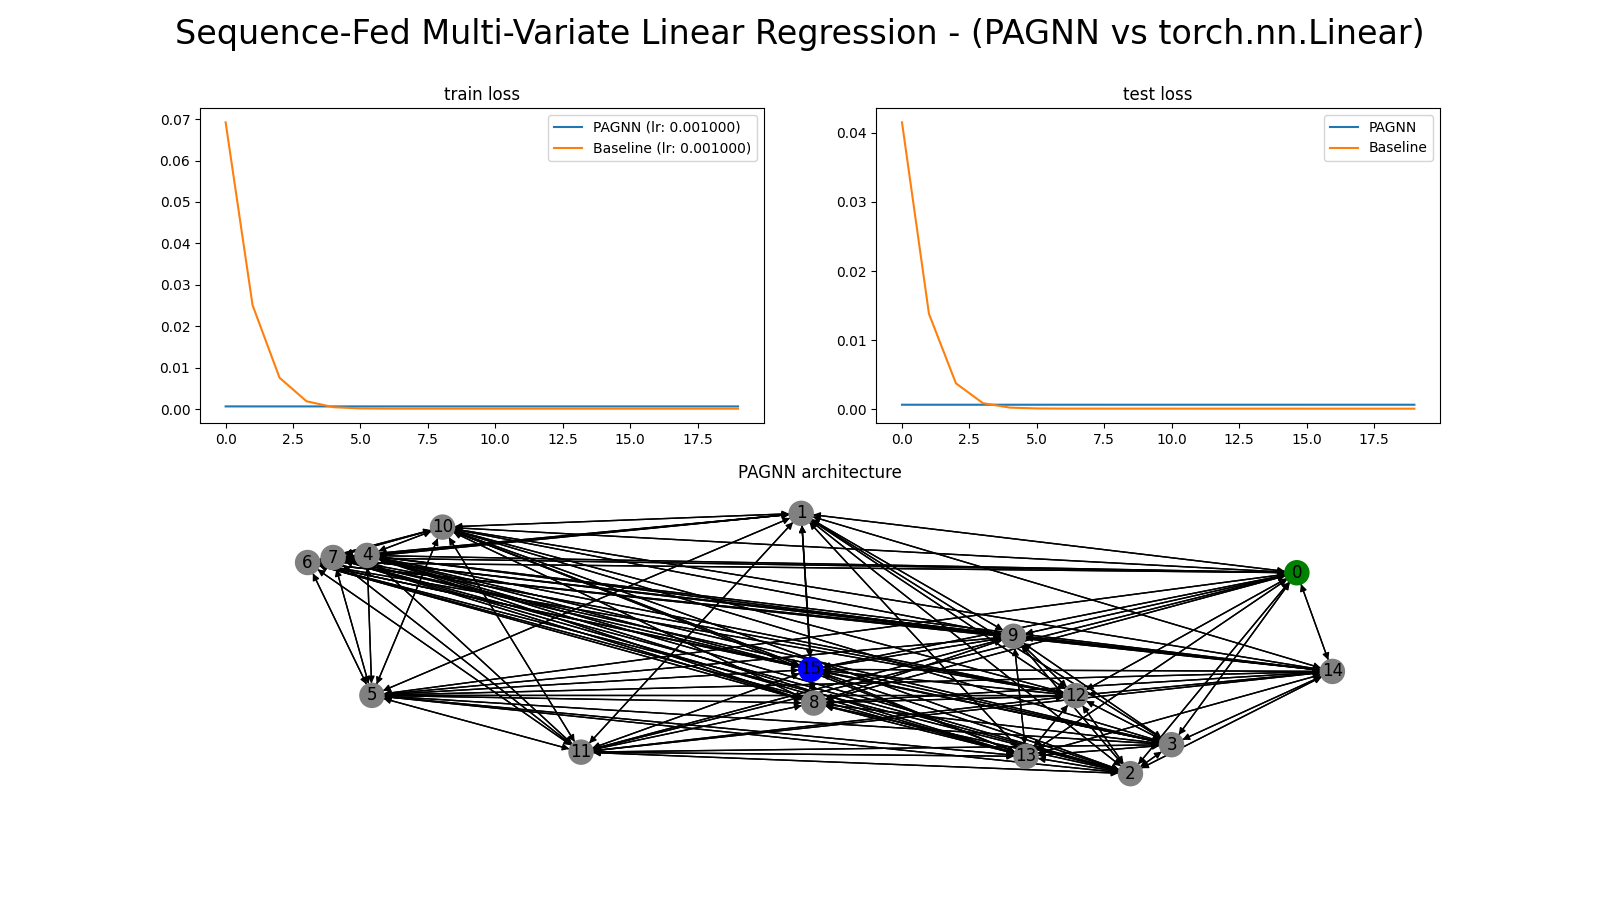 Sequence-Fed Multi-Variate Linear Regression - (PAGNN vs torch.nn.Linear)
train loss
0.07
0.06
0.05
0.04
0.03
0.02
0.01
0.00
0.0 2.5 5.0 7.5 10.0 12.5 15.0 17.5
PAGNN (lr: 0.001000)
Baseline (lr: 0.001000)
test loss
0.04
0.03
0.02
0.01
0.00
0.0 2.5 5.0 7.5 10.0 12.5 15.0 17.5
PAGNN
Baseline
PAGNN architecture
1
10
4
7
6
0
9
15
14
5
12
8
3
11
13
2